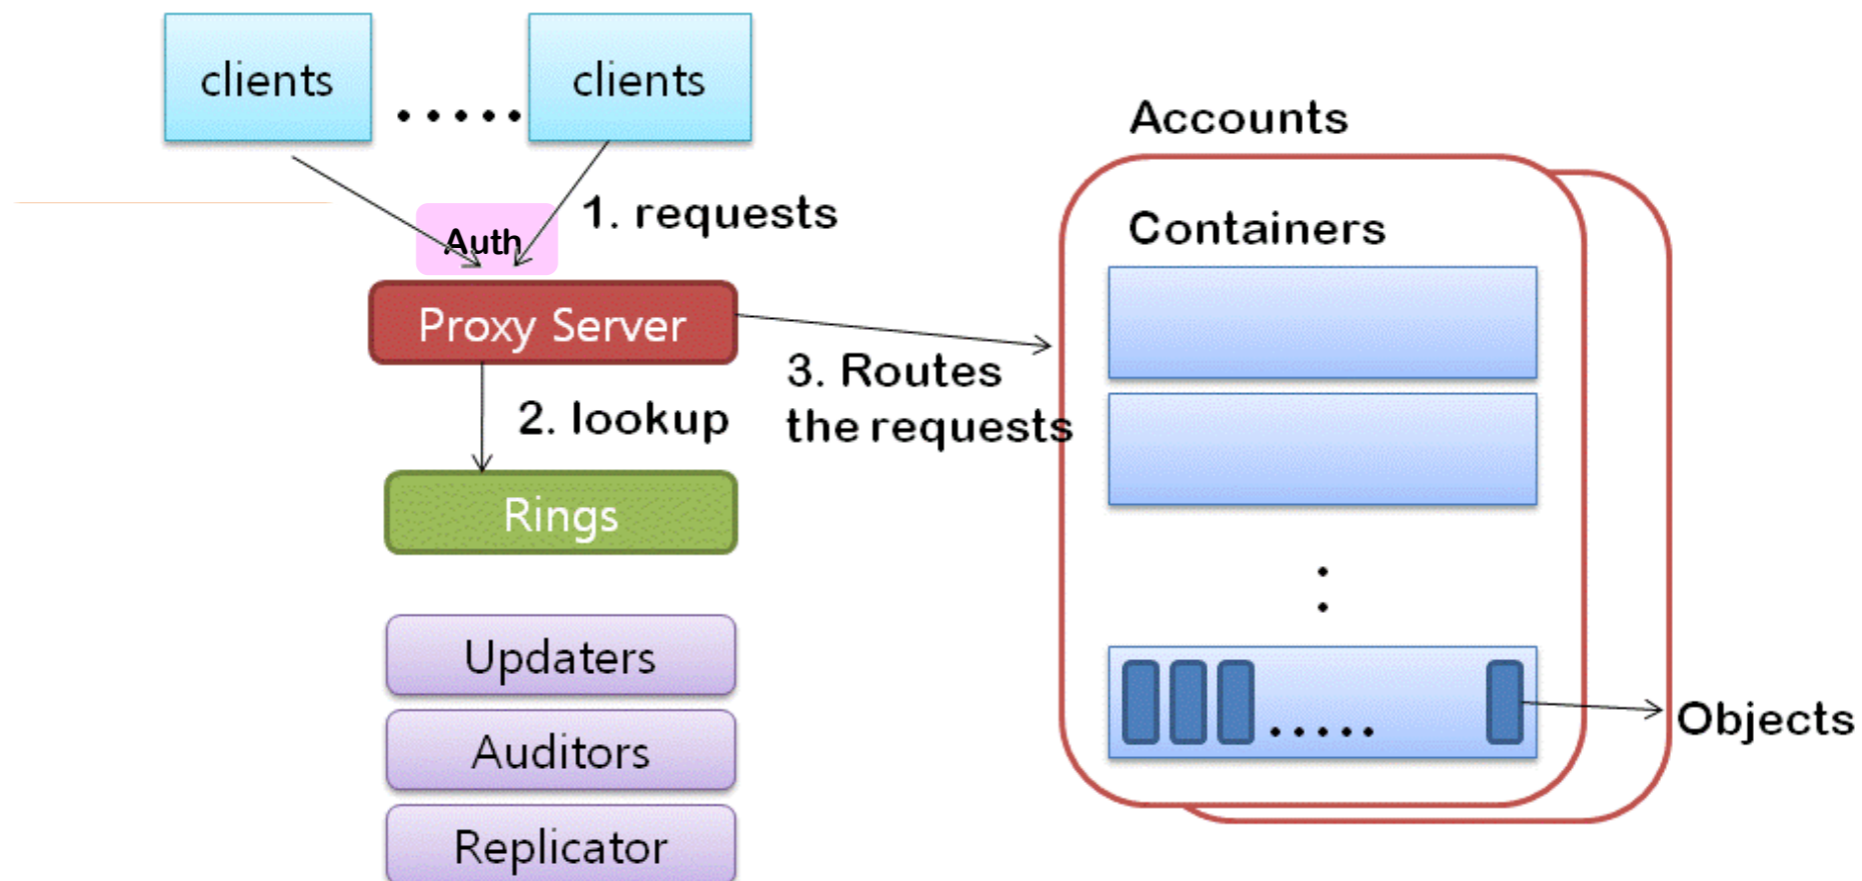 clients
clients
Accounts
1. requests
Auth
Containers
Proxy Server
3. Routes
the requests
2. lookup
Rings
Updaters
Objects
Auditors
Replicator